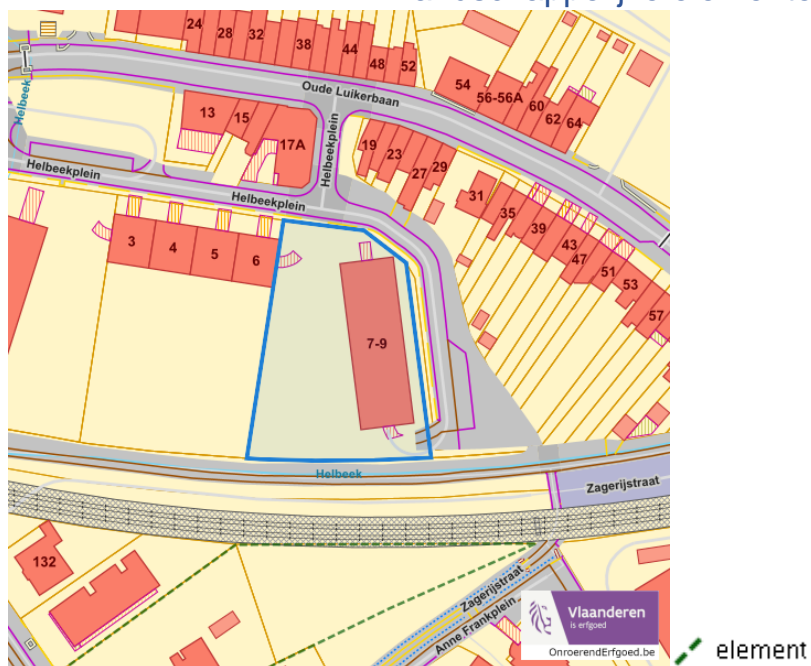 24
28
32
38
44
48
52
54
56-56A
60
62
64
Oude Luikerbaan
Helbeek
13
15
17A
Helbeekplein
19
23
27
29
Helbeekplein
Helbeekplein
31
35
39
43
47
51
53
57
3
4
5
6
7-9
Helbeek
Zagerijstraat
132
Zagerijstraat
Anne Frankplein
Vlaanderen
is erfgoed
OnroerendErfgoed.be
element